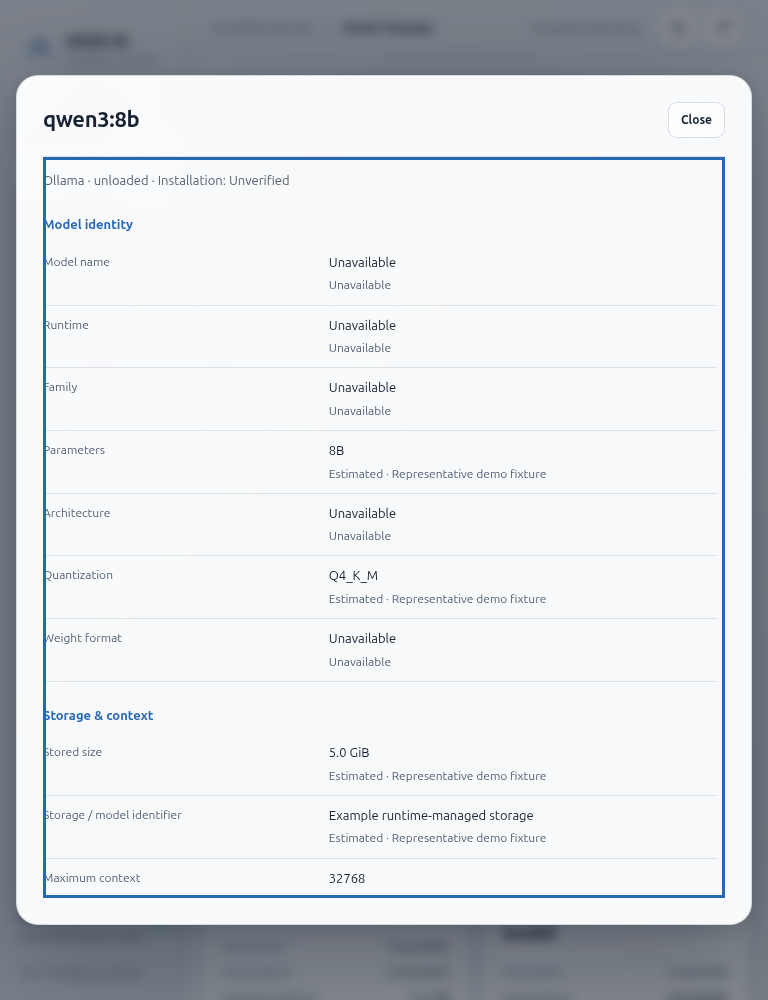 qwen3:8b
Close
Ollama · unloaded · Installation: Unverified
Model identity
Model name
Unavailable
Unavailable
Runtime
Unavailable
Unavailable
Family
Unavailable
Unavailable
Parameters
8B
Estimated · Representative demo fixture
Architecture
Unavailable
Unavailable
Quantization
Q4_K_M
Estimated · Representative demo fixture
Weight format
Unavailable
Unavailable
Storage & context
Stored size
5.0 GiB
Estimated · Representative demo fixture
Storage / model identifier
Example runtime-managed storage
Estimated · Representative demo fixture
Maximum context
32768